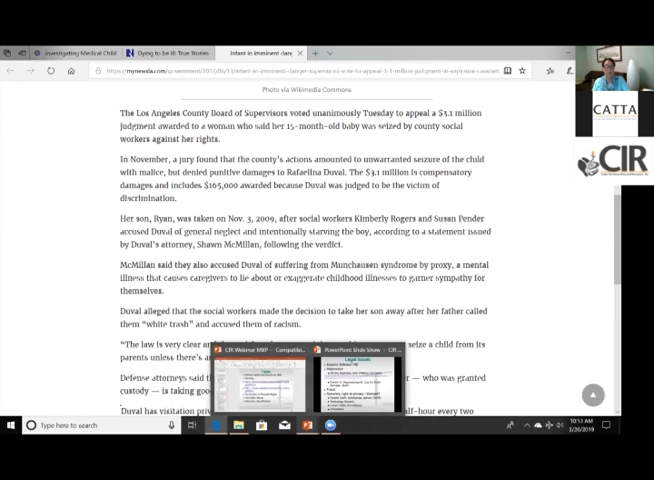 Investigating Medical Child
Dying to be Ill: True Stories
Infant in imminent dang
Photo via Wikimedia Commons
The Los Angeles County Board of Supervisors voted unanimously Tuesday to appeal a $3.1 million
judgment awarded to a woman who said her 15-month-old baby was seized by county social
workers against her rights.
In November, a jury found that the county's actions amounted to unwarranted seizure of the child
with malice, but denied punitive damages to Rafaelina Duval. The $3.1 million is compensatory
damages and includes $165,000 awarded because Duval was judged to be the victim of
discrimination.
Her son, Ryan, was taken on Nov. 3, 2009, after social workers Kimberly Rogers and Susan Pender
accused Duval of general neglect and intentionally starving the boy, according to a statement issued
by Duval's attorney, Shawn McMillan, following the verdict.
McMillan said they also accused Duval of suffering from Munchausen syndrome by proxy, a mental
illness that causes caregivers to lie about or exaggerate childhood illnesses to garner sympathy for
themselves.
Duval alleged that the social workers made the decision to take her son away after her father called
them "white trash" and accused them of racism.
"The law is very clear an
seize a child from its
parents unless there's a
Defense attorneys said th
— who was granted
custody — is taking goo
Duval has visitation priv
half-hour every two
CIR Webinar MBP - Compatib...
PowerPoint Slide Show - CIR ...
Legal Issues
Type here to search
10:53 AM
3/26/2019
CATTA
CIR